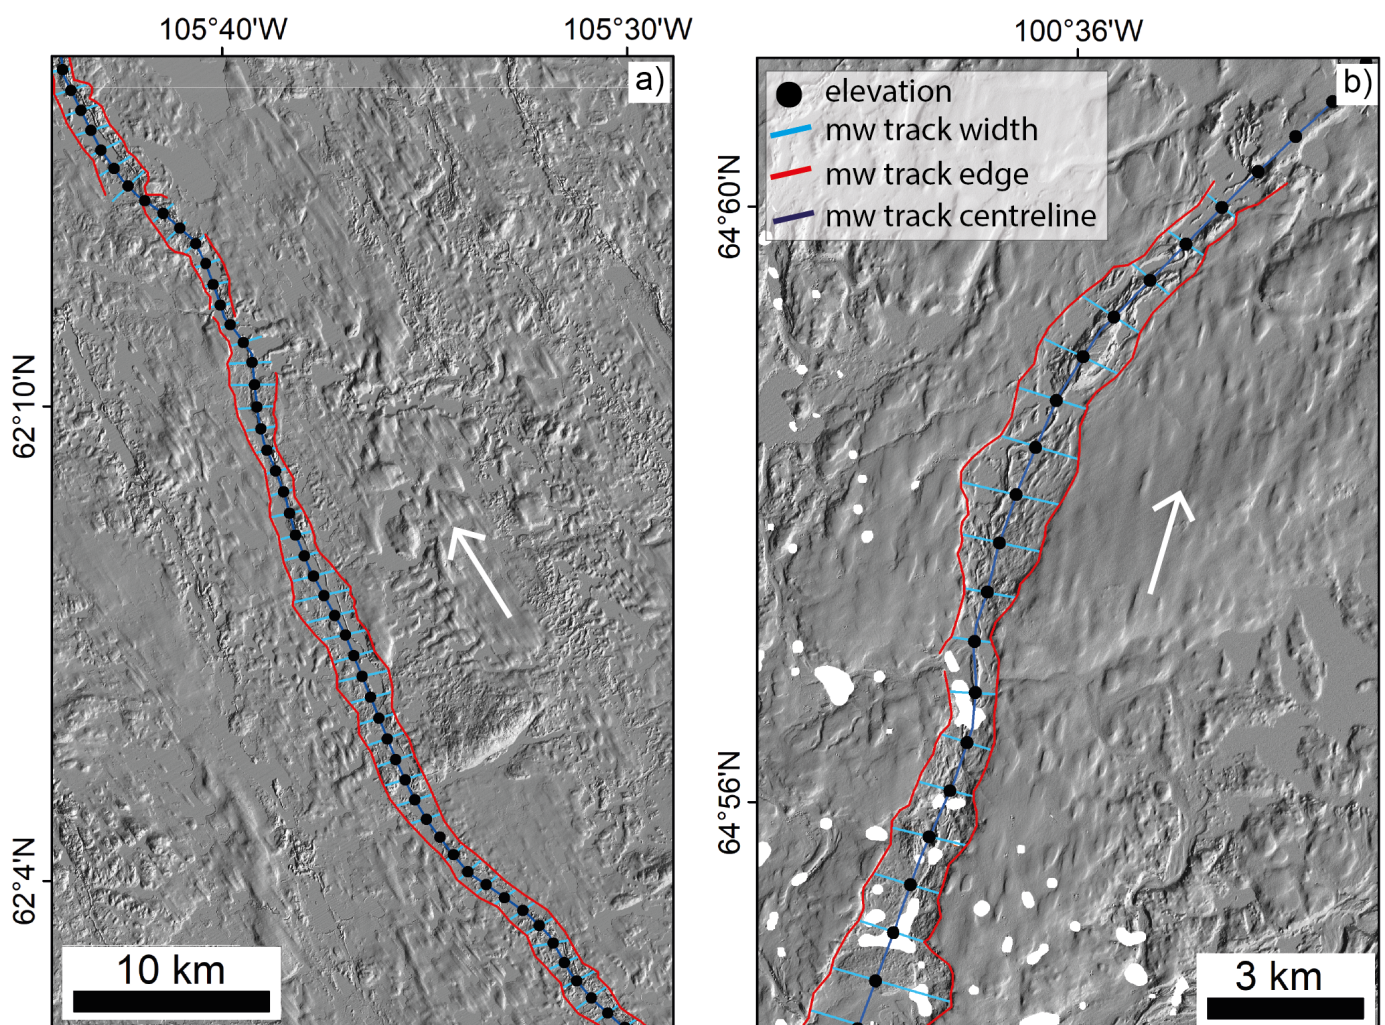 105°40'W
105°30'W
100°36'W
a)
b)
elevation
mw track width
mw track edge
mw track centreline
64°60'N
62°10'N
64°56'N
62°4'N
10 km
3 km